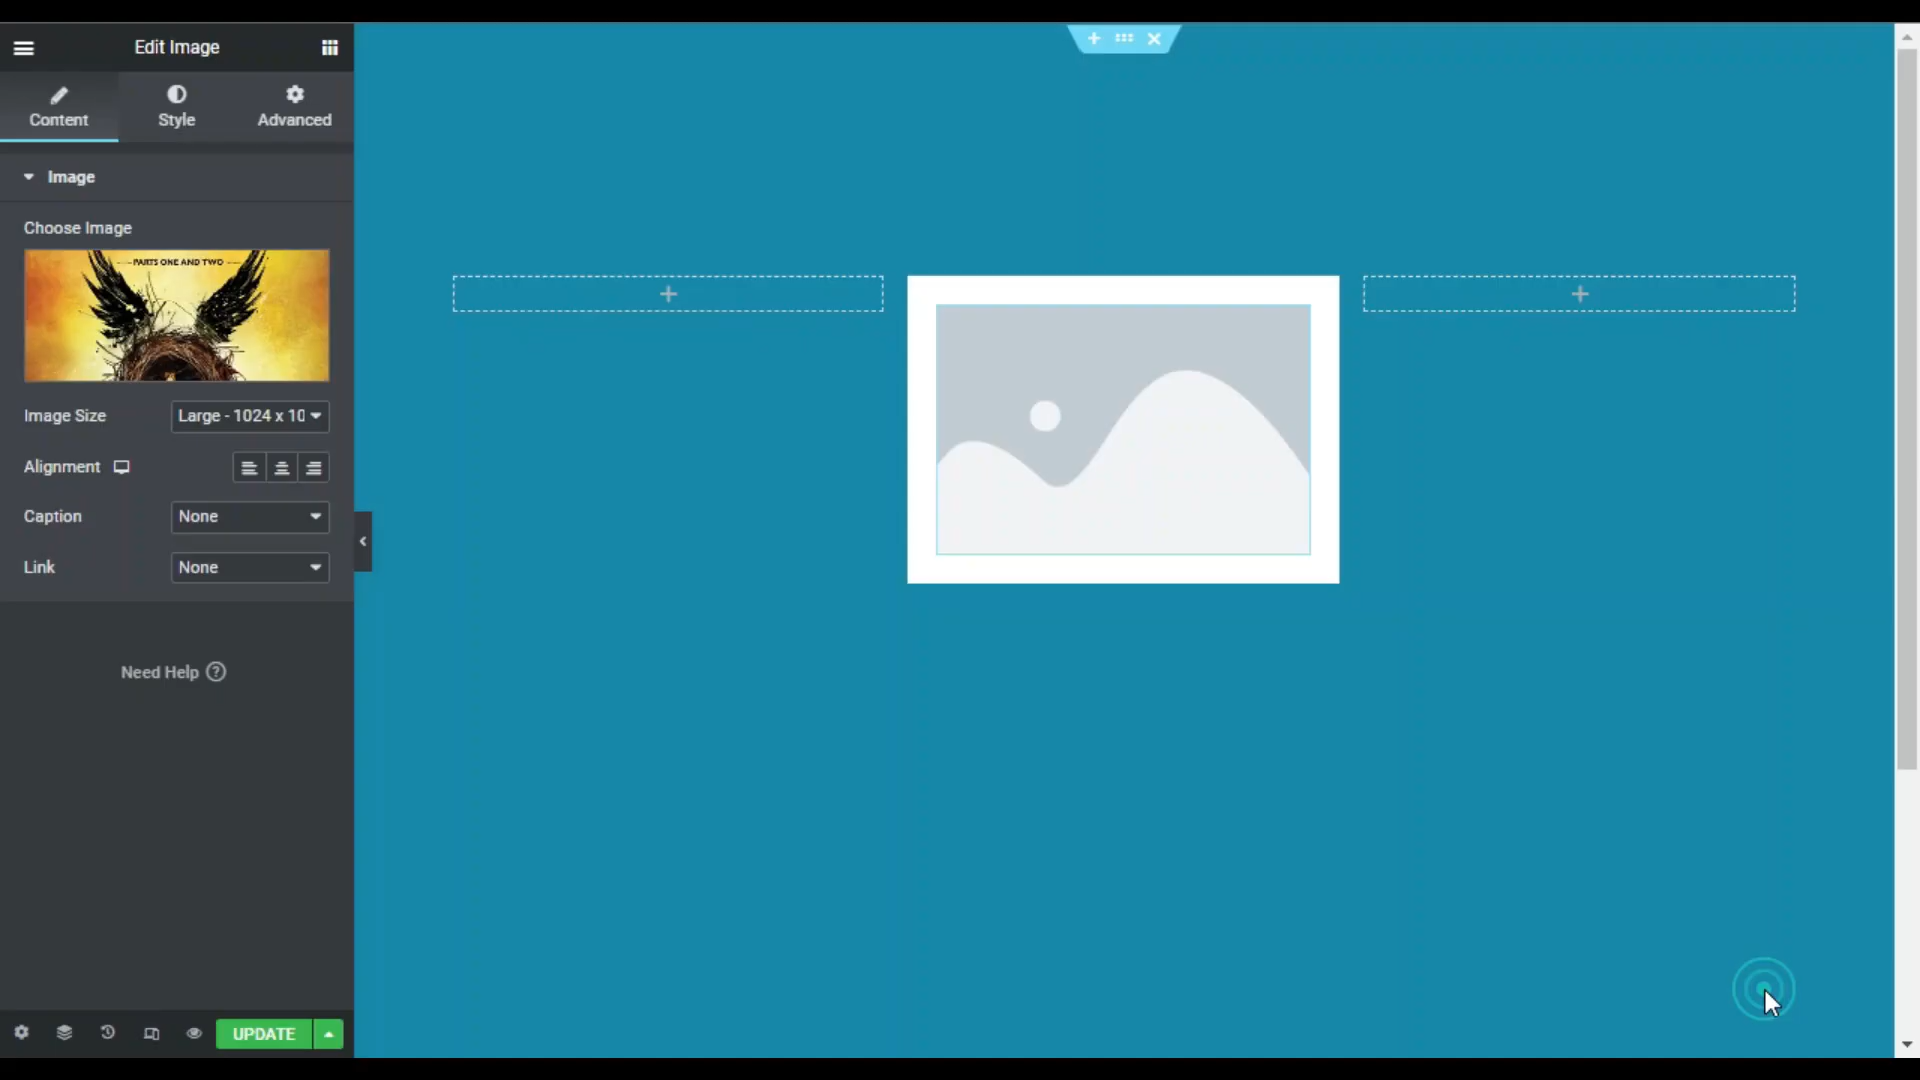 Edit Image
Content
Style
Advanced
Image
Choose Image
PARTS ONE AND TWO
Image Size
Large - 1024 x 10
Alignment
Caption
None
Link
None
Need Help ?
UPDATE